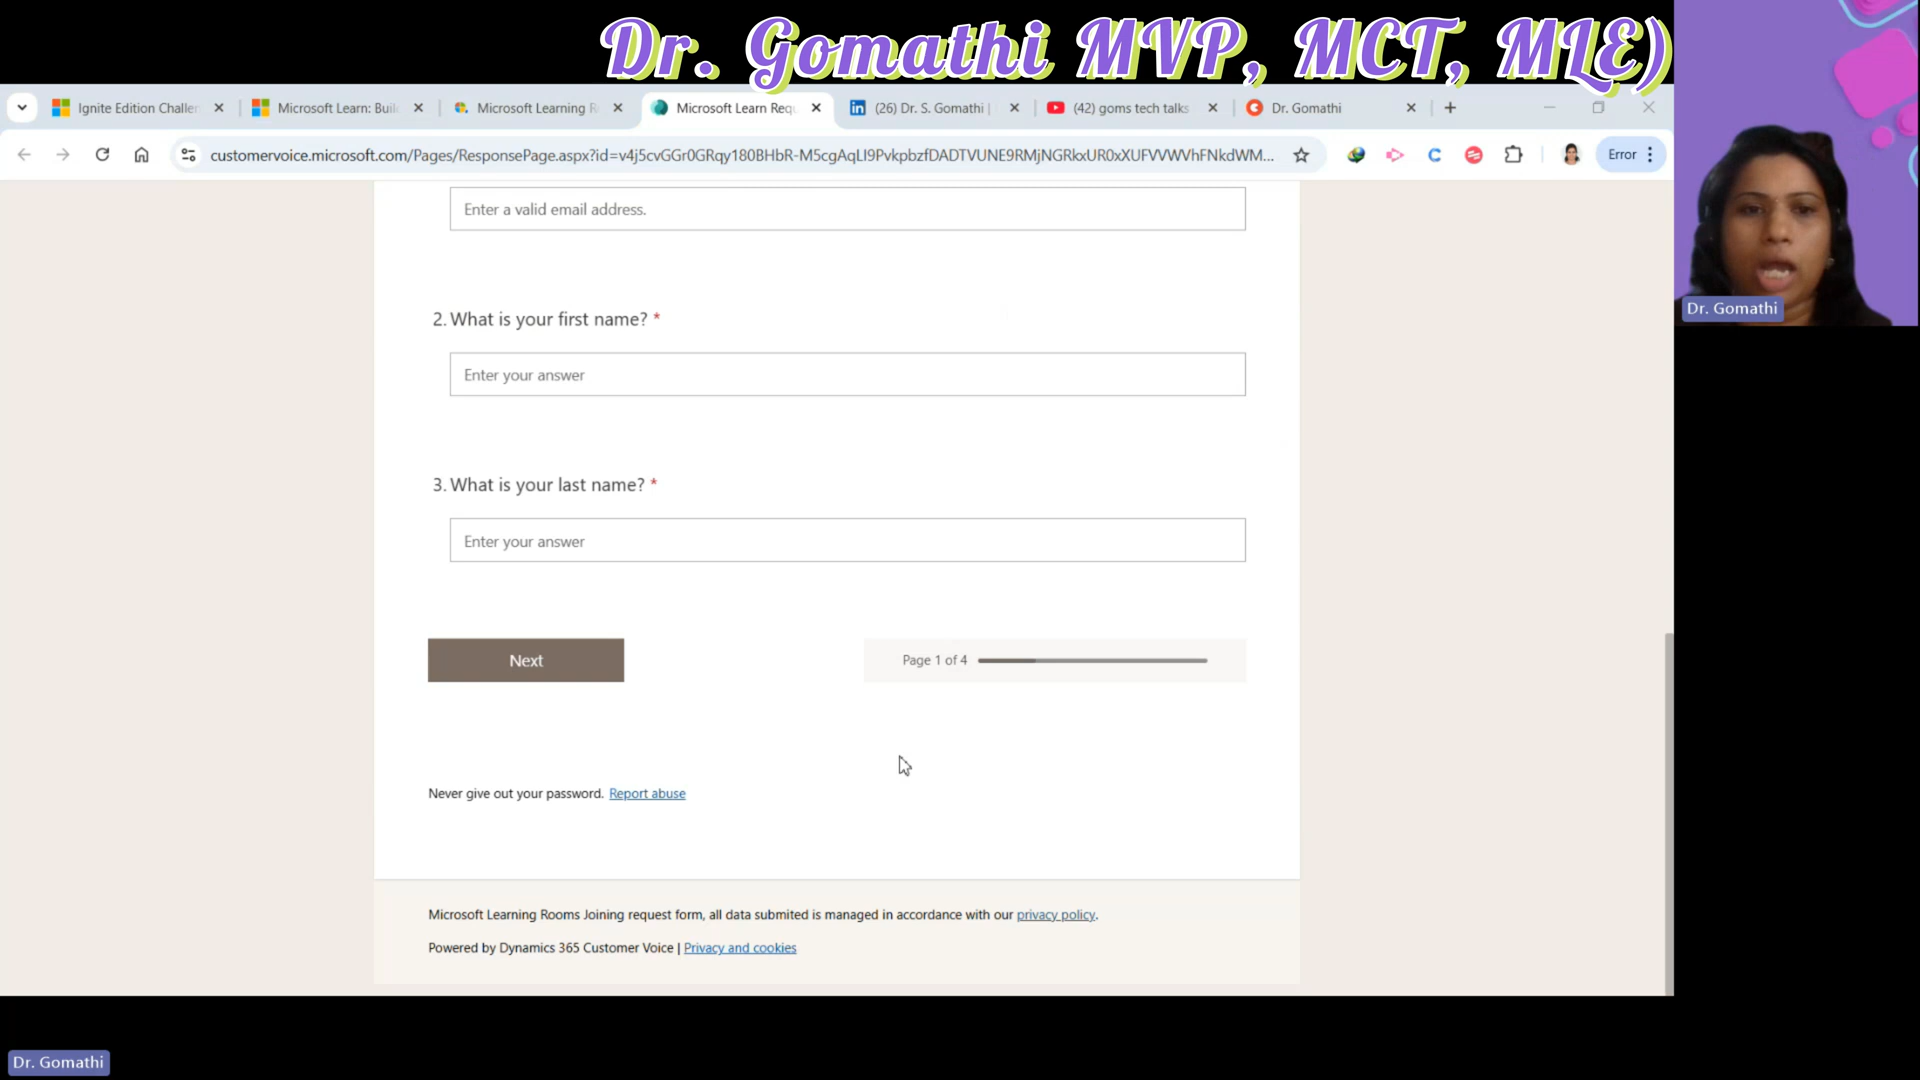 Dr. Gomathi MVP, MCT, MLE)
Ignite Edition Challen
Microsoft Learn: Buil
Microsoft Learning R
Microsoft Learn Requ
(26) Dr. S. Gomathi |
(42) goms tech talks
Dr. Gomathi
customervoice.microsoft.com/Pages/ResponsePage.aspx?id=v4j5cvGGr0GRqy180BHbR-M5cgAqLI9PvkpbzfDADTVUNE9RMjNGRkxUR0xXUFVVWVhFNkdWM...
Error
Enter a valid email address.
2. What is your first name? *
Enter your answer
3. What is your last name? *
Enter your answer
Next
Page 1 of 4
Never give out your password. Report abuse
Microsoft Learning Rooms Joining request form, all data submited is managed in accordance with our privacy policy.
Powered by Dynamics 365 Customer Voice | Privacy and cookies
Dr. Gomathi
Dr. Gomathi